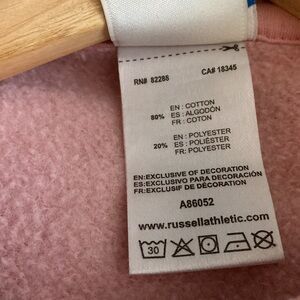 RN# 82288 CA# 18345
80% EN : COTTON
ES : ALGODÓN
FR : COTON
20% EN : POLYESTER
ES: POLIÉSTER
FR: POLYESTER
EN:EXCLUSIVE OF DECORATION
ES:EXCLUSIVO PARA DECORACIÓN
FR:EXCLUSIF DE DÉCORATION
A86052
www.russellathletic.com
30